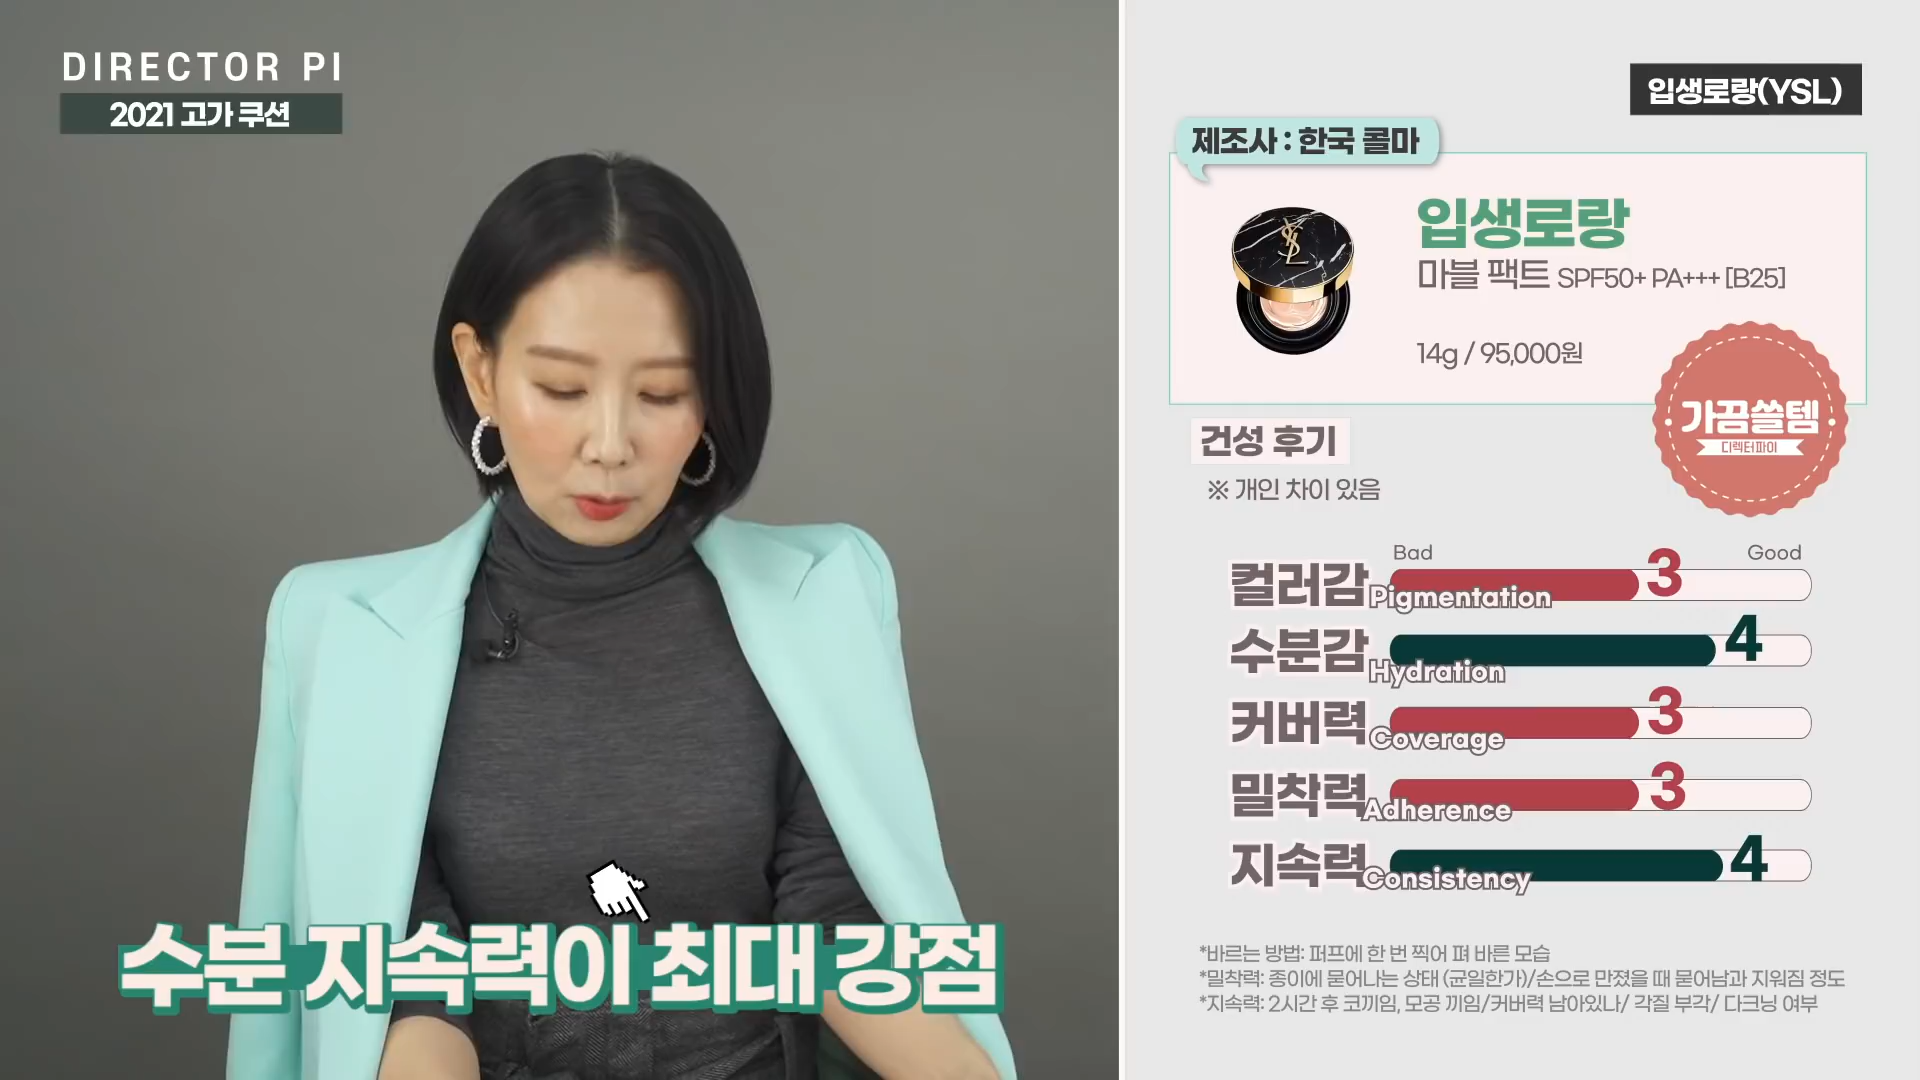 DIRECTOR PI
2021 고가 쿠션
수분 지속력이 최대 강점
입생로랑(YSL)
제조사 : 한국 콜마
YSL
입생로랑
마블 팩트 SPF50+ PA+++ [B25]
14g / 95,000원
가끔쓸템
디렉터파이
건성 후기
※ 개인 차이 있음
Bad
Good
컬러감 Pigmentation 3
수분감 Hydration 4
커버력 Coverage 3
밀착력 Adherence 3
지속력 Consistency 4
*바르는 방법: 퍼프에 한 번 찍어 펴 바른 모습
*밀착력: 종이에 묻어나는 상태 (균일한가)/손으로 만졌을 때 묻어남과 지워짐 정도
*지속력: 2시간 후 코끼임, 모공 끼임/커버력 남아있나/ 각질 부각/ 다크닝 여부